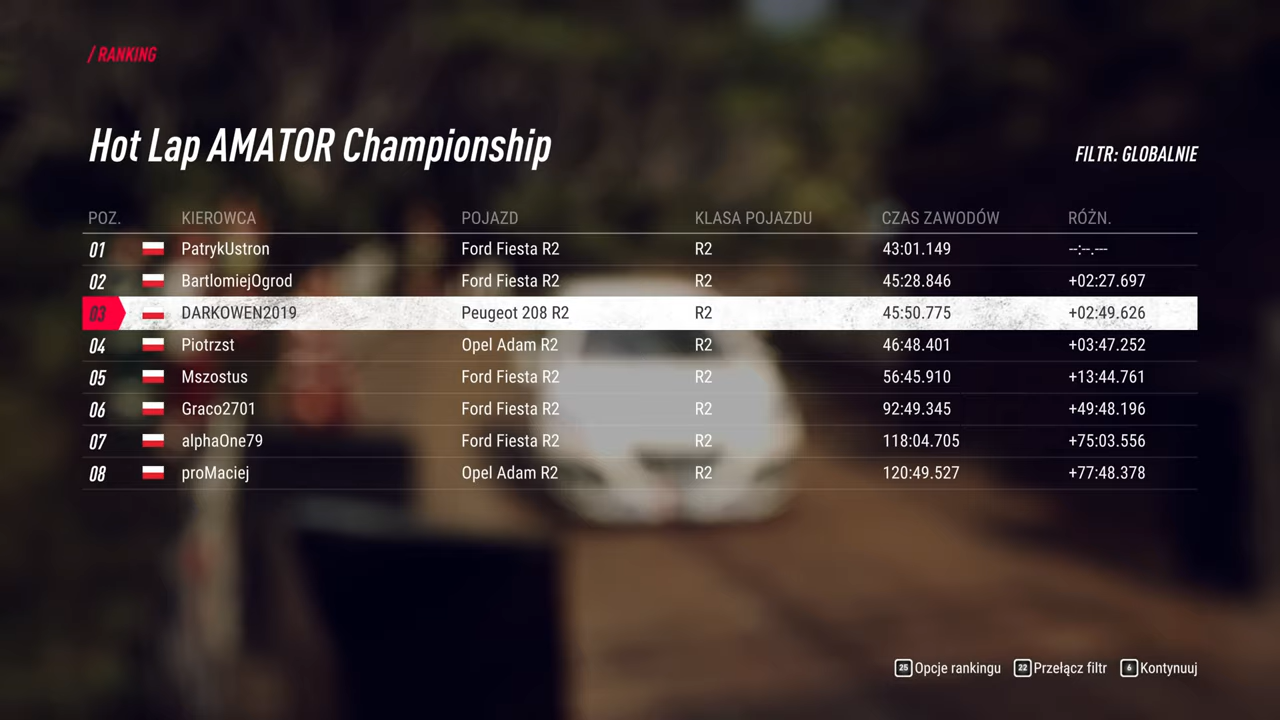 / RANKING
Hot Lap AMATOR Championship
FILTR: GLOBALNIE
POZ. KIEROWCA POJAZD KLASA POJAZDU CZAS ZAWODÓW RÓŻN.
01 PatrykUstron Ford Fiesta R2 R2 43:01.149 --:--.---
02 BartlomiejOgrod Ford Fiesta R2 R2 45:28.846 +02:27.697
03 DARKOWEN2019 Peugeot 208 R2 R2 45:50.775 +02:49.626
04 Piotrzst Opel Adam R2 R2 46:48.401 +03:47.252
05 Mszostus Ford Fiesta R2 R2 56:45.910 +13:44.761
06 Graco2701 Ford Fiesta R2 R2 92:49.345 +49:48.196
07 alphaOne79 Ford Fiesta R2 R2 118:04.705 +75:03.556
08 proMaciej Opel Adam R2 R2 120:49.527 +77:48.378
25 Opcje rankingu 22 Przełącz filtr 6 Kontynuuj